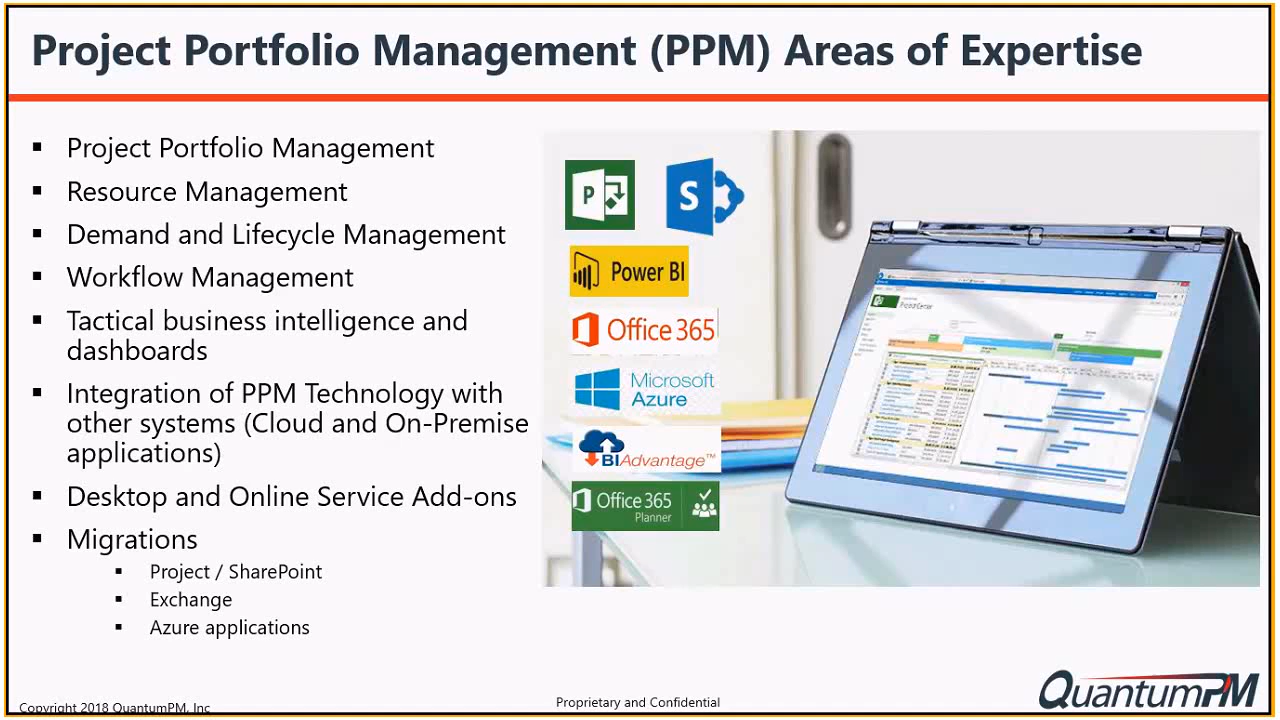 Project Portfolio Management (PPM) Areas of Expertise
▪ Project Portfolio Management
▪ Resource Management
▪ Demand and Lifecycle Management
▪ Workflow Management
▪ Tactical business intelligence and
dashboards
▪ Integration of PPM Technology with
other systems (Cloud and On-Premise
applications)
▪ Desktop and Online Service Add-ons
▪ Migrations
▪ Project / SharePoint
▪ Exchange
▪ Azure applications
P
S
Power BI
Office 365
Microsoft
Azure
BIAdvantage™
Office 365
Planner
Project Center
Copyright 2018 QuantumPM, Inc
Proprietary and Confidential
QuantumPM